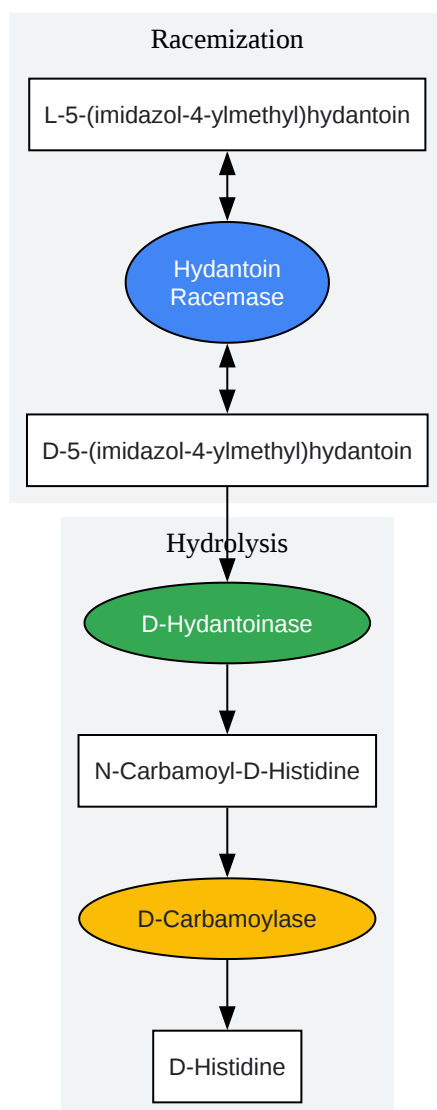 Racemization
L-5-(imidazol-4-ylmethyl)hydantoin
Hydantoin
Racemase
D-5-(imidazol-4-ylmethyl)hydantoin
Hydrolysis
D-Hydantoinase
N-Carbamoyl-D-Histidine
D-Carbamoylase
D-Histidine